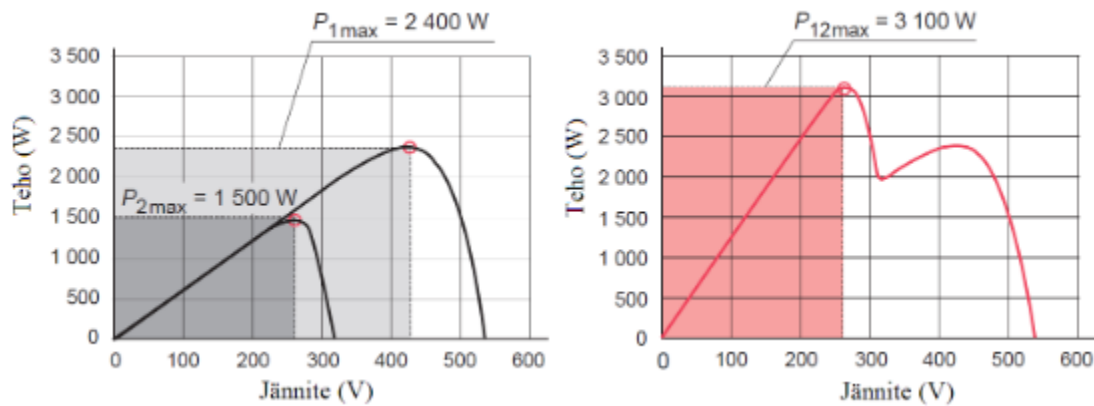 P1max = 2 400 W
Teho (W)
3 500
3 000
2 500
2 000
1 500
1 000
500
0
P2max = 1 500 W
0 100 200 300 400 500 600
Jännite (V)
P12max = 3 100 W
Teho (W)
3 500
3 000
2 500
2 000
1 500
1 000
500
0
0 100 200 300 400 500 600
Jännite (V)